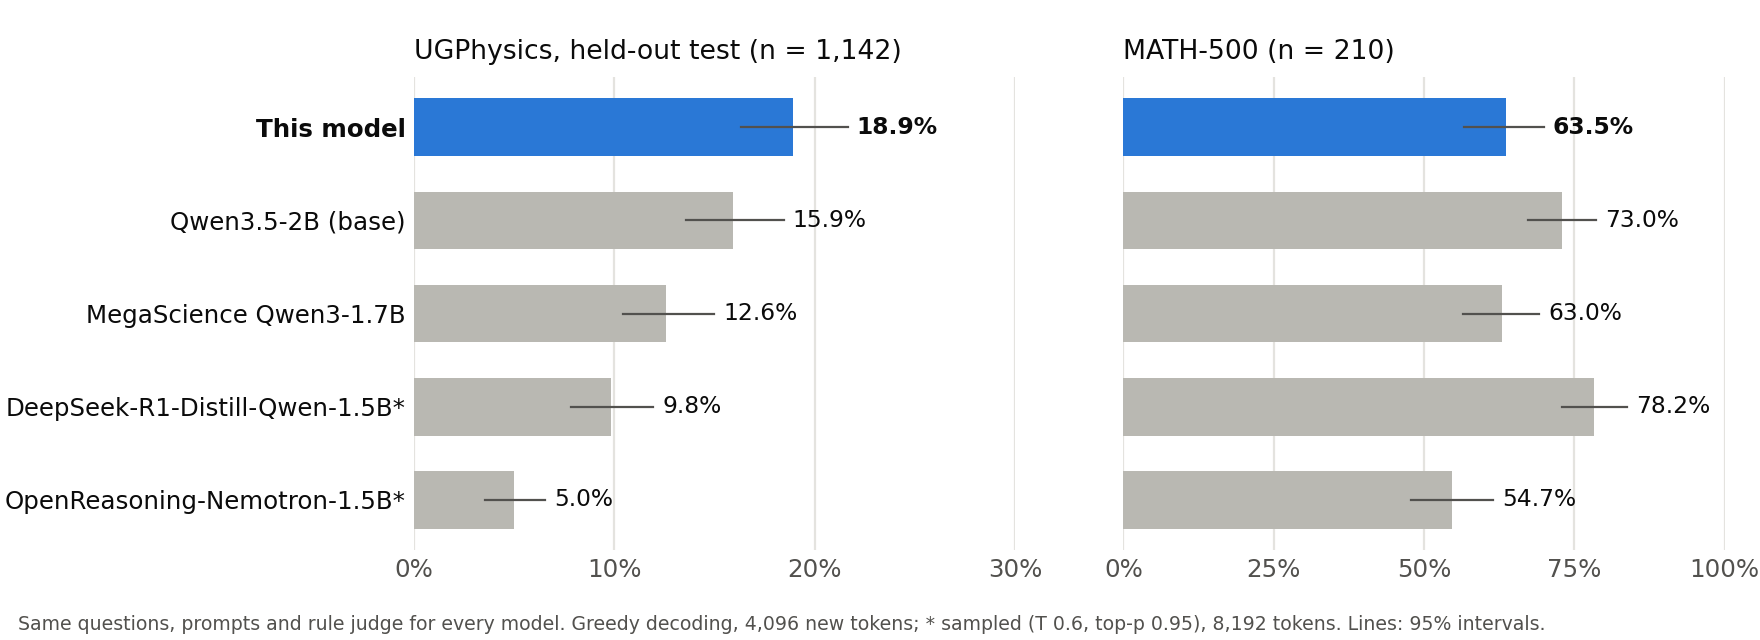 UGPhysics, held-out test (n = 1,142)
MATH-500 (n = 210)
This model
18.9%
63.5%
Qwen3.5-2B (base)
15.9%
73.0%
MegaScience Qwen3-1.7B
12.6%
63.0%
DeepSeek-R1-Distill-Qwen-1.5B*
9.8%
78.2%
OpenReasoning-Nemotron-1.5B*
5.0%
54.7%
0%
10%
20%
30%
0%
25%
50%
75%
100%
Same questions, prompts and rule judge for every model. Greedy decoding, 4,096 new tokens; * sampled (T 0.6, top-p 0.95), 8,192 tokens. Lines: 95% intervals.